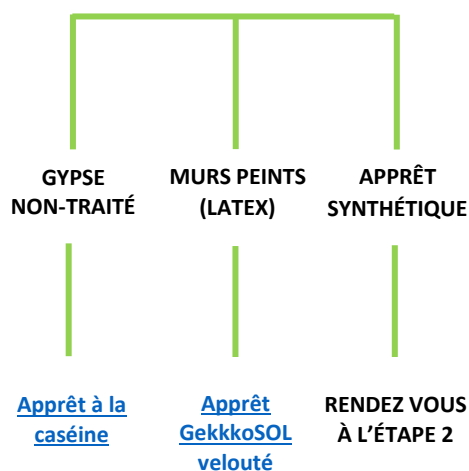 GYPSE
NON-TRAITÉ
MURS PEINTS
(LATEX)
APPRÊT
SYNTHÉTIQUE
Apprêt à la
caséine
Apprêt
GekkkoSOL
velouté
RENDEZ VOUS
À L'ÉTAPE 2